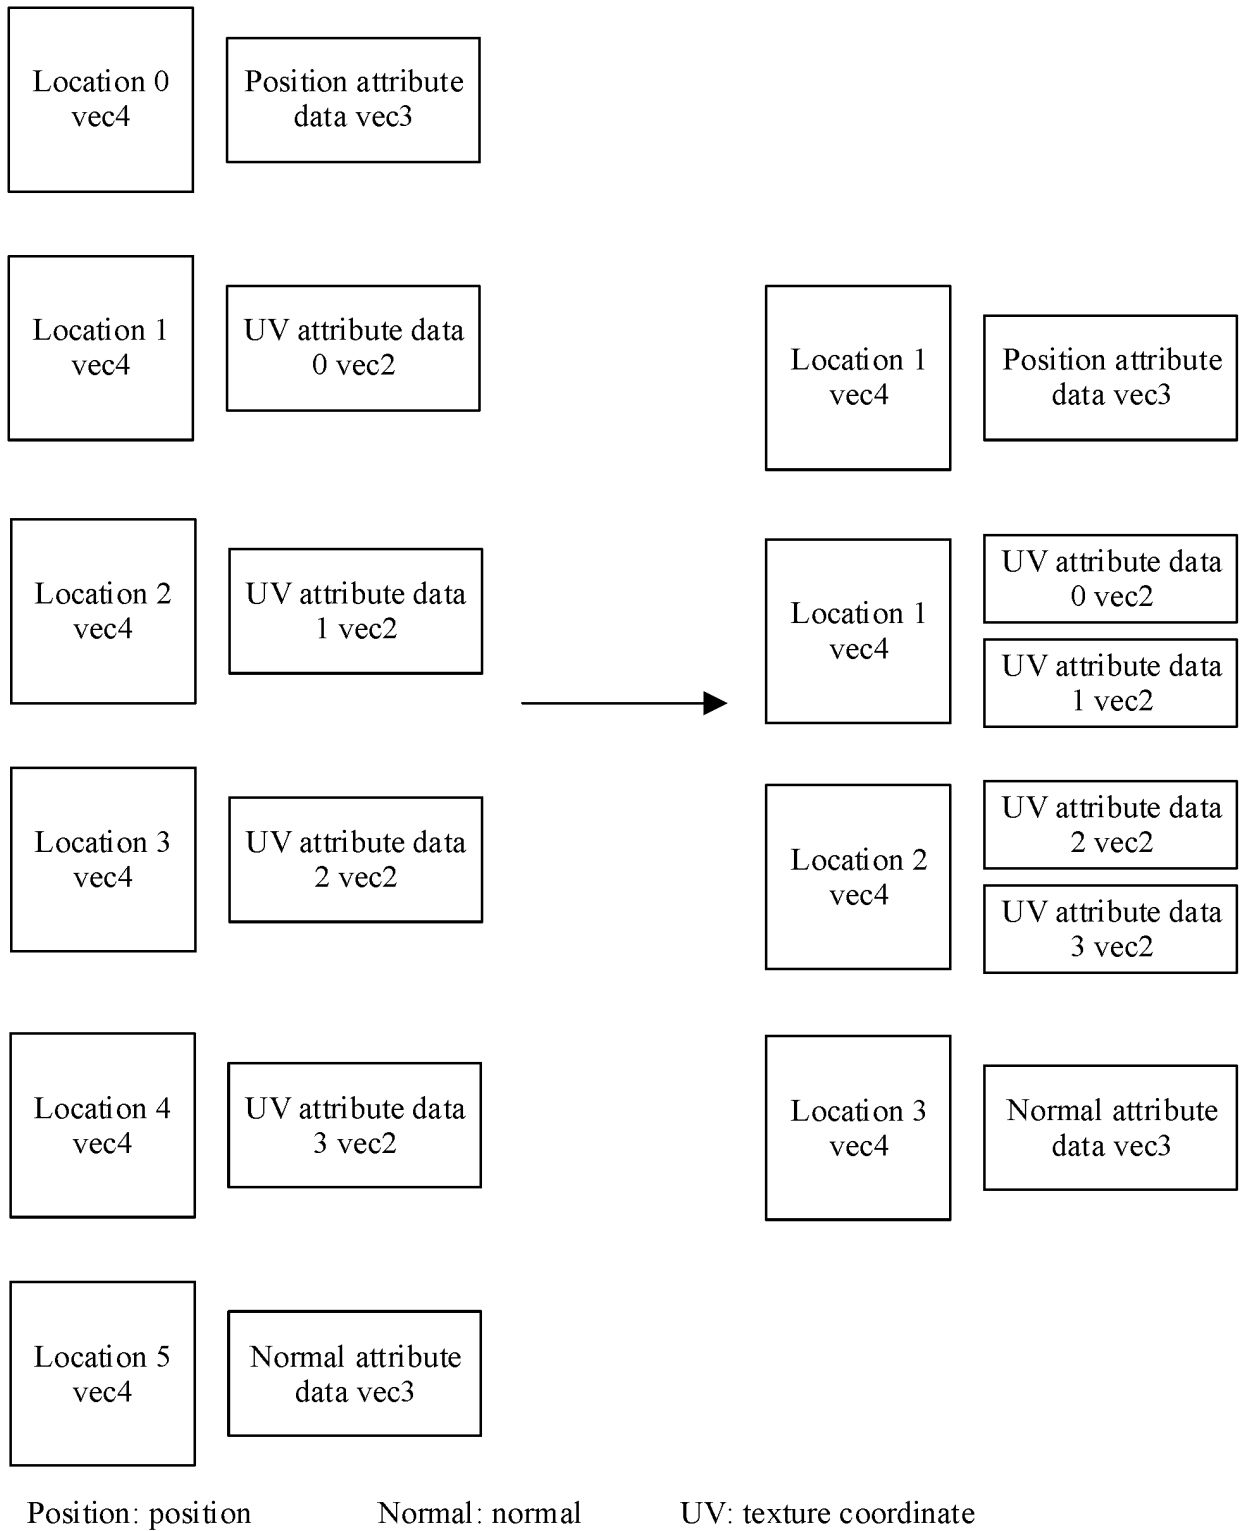 Location 0
vec4
Position attribute
data vec3
Location 1
vec4
UV attribute data
0 vec2
Location 2
vec4
UV attribute data
1 vec2
Location 3
vec4
UV attribute data
2 vec2
Location 4
vec4
UV attribute data
3 vec2
Location 5
vec4
Normal attribute
data vec3
Location 1
vec4
Position attribute
data vec3
Location 1
vec4
UV attribute data
0 vec2
UV attribute data
1 vec2
Location 2
vec4
UV attribute data
2 vec2
UV attribute data
3 vec2
Location 3
vec4
Normal attribute
data vec3
Position: position Normal: normal UV: texture coordinate